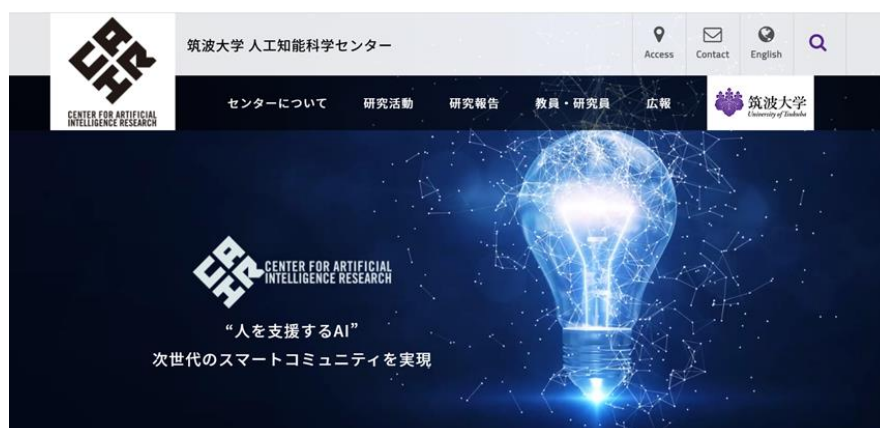 CAIR
筑波大学 人工知能科学センター
Access
Contact
English
CENTER FOR ARTIFICIAL
INTELLIGENCE RESEARCH
センターについて
研究活動
研究報告
教員・研究員
広報
筑波大学
University of Tsukuba
CAIR
CENTER FOR ARTIFICIAL
INTELLIGENCE RESEARCH
“人を支援するAI”
次世代のスマートコミュニティを実現